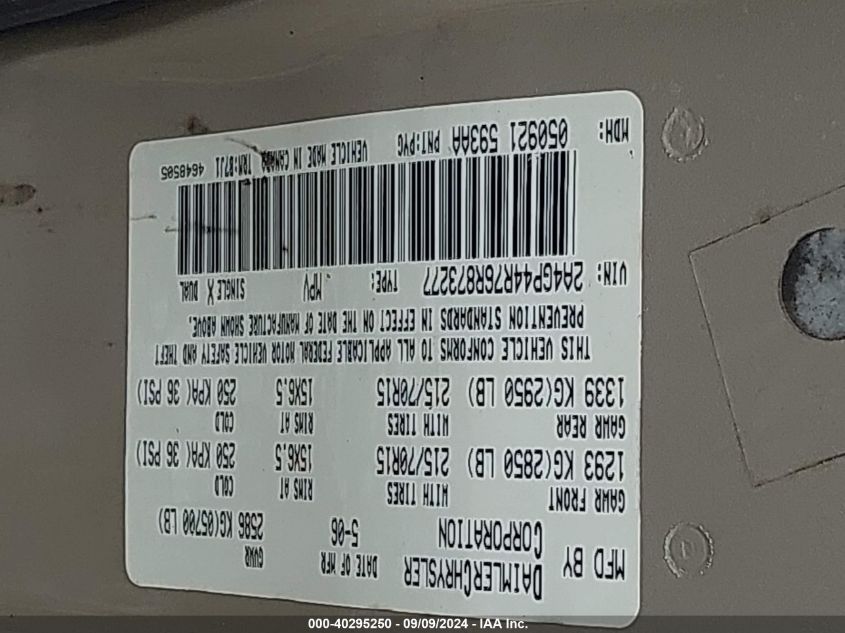 MFD BY DAIMLERCHRYSLER CORPORATION
DATE OF MFR 5-06
GVWR 2586 KG(05700 LB)
GAWR FRONT WITH TIRES RIMS AT COLD
1293 KG(2850 LB) 215/70R15 15X6.5 250 KPA( 36 PSI)
GAWR REAR WITH TIRES RIMS AT COLD
1339 KG(2950 LB) 215/70R15 15X6.5 250 KPA( 36 PSI)
THIS VEHICLE CONFORMS TO ALL APPLICABLE FEDERAL MOTOR VEHICLE SAFETY AND THEFT
PREVENTION STANDARDS IN EFFECT ON THE DATE OF MANUFACTURE SHOWN ABOVE.
VIN: 2A4GP44R76R873277 TYPE: MPV SINGLE X DUAL
MDH: 050921 593AA PNT:PVG VEHICLE MADE IN CANADA TRM:B7J1 4648505
000-40295250 - 09/09/2024 - IAA Inc.